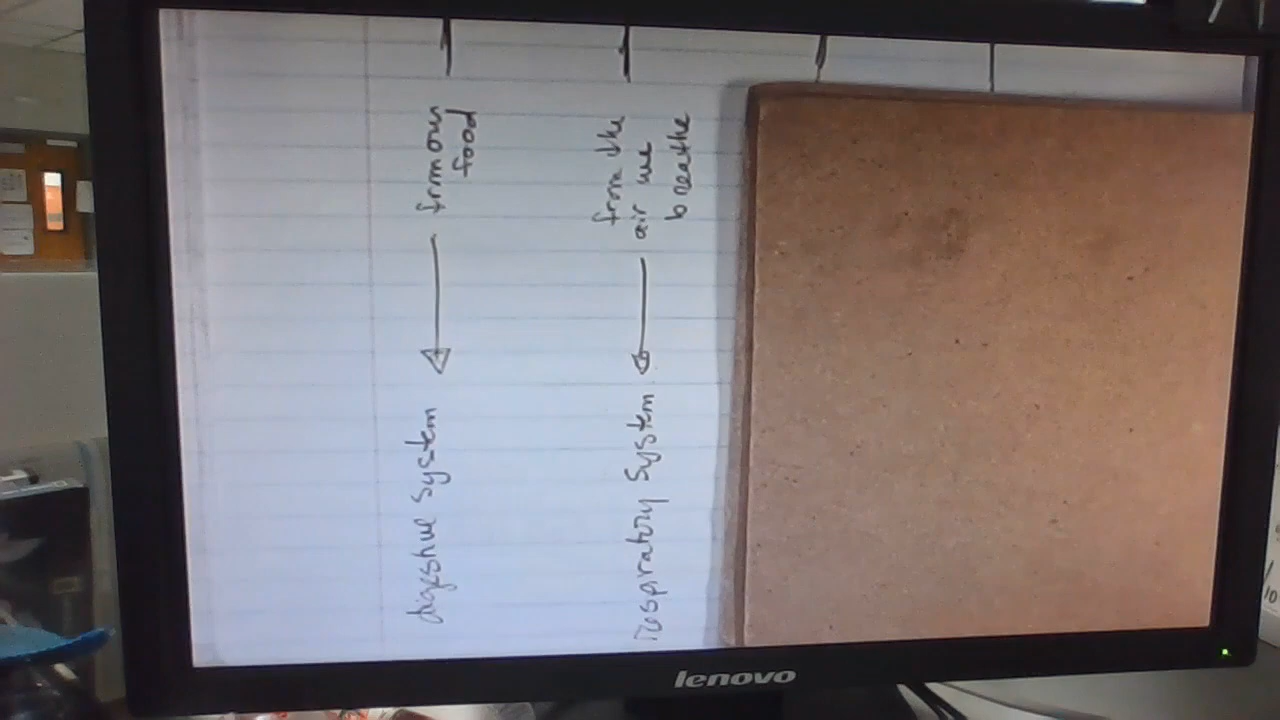 digestive system
from our
food
respiratory system
from the
air we
breathe
lenovo